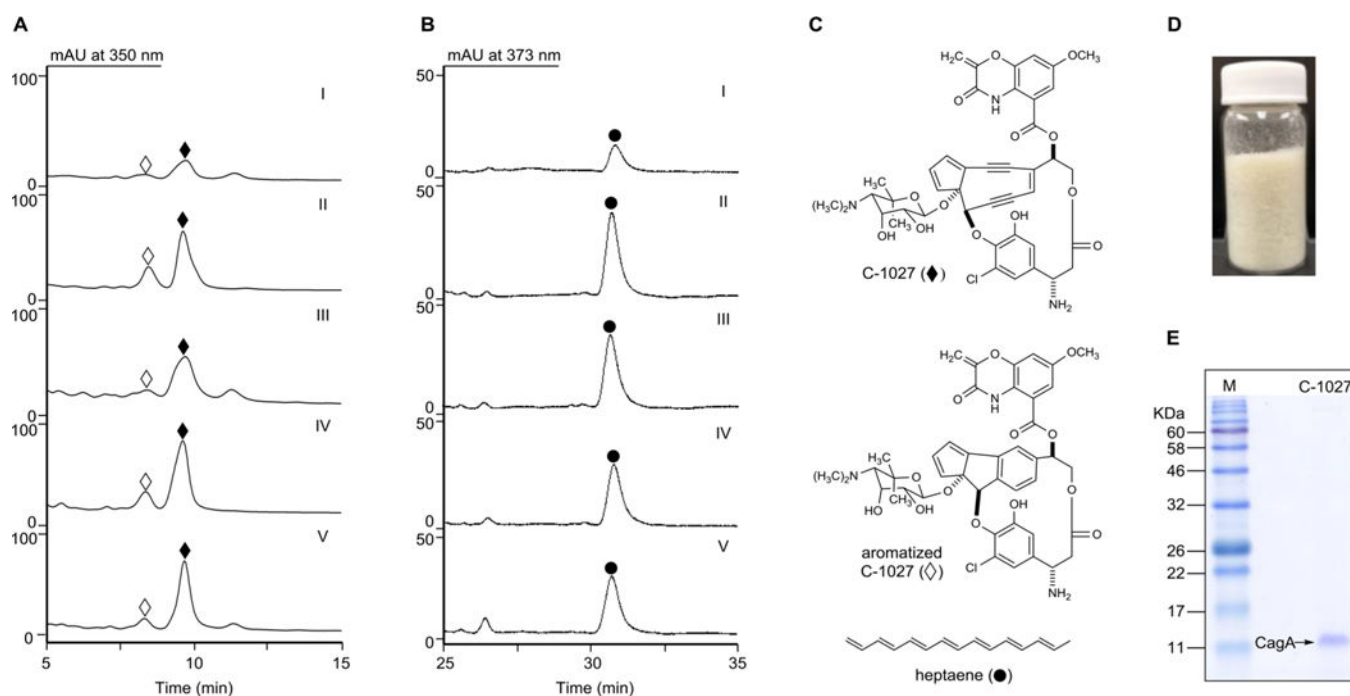 A
mAU at 350 nm
100
0
I
100
0
II
100
0
III
100
0
IV
100
0
V
5
10
15
Time (min)
B
mAU at 373 nm
50
0
I
50
0
II
50
0
III
50
0
IV
50
0
V
25
30
35
Time (min)
C
H₂C
O
OCH₃
O
NH
O
O
H₃C
(H₃C)₂N
O
O
CH₃
OH
OH
OH
O
O
O
Cl
NH₂
C-1027 (◆)
H₂C
O
OCH₃
O
NH
O
O
H₃C
(H₃C)₂N
O
O
CH₃
HO
OH
OH
O
O
O
Cl
NH₂
aromatized
C-1027 (◇)
heptaene (●)
D
E
M
C-1027
KDa
60
58
46
32
26
22
17
CagA
11